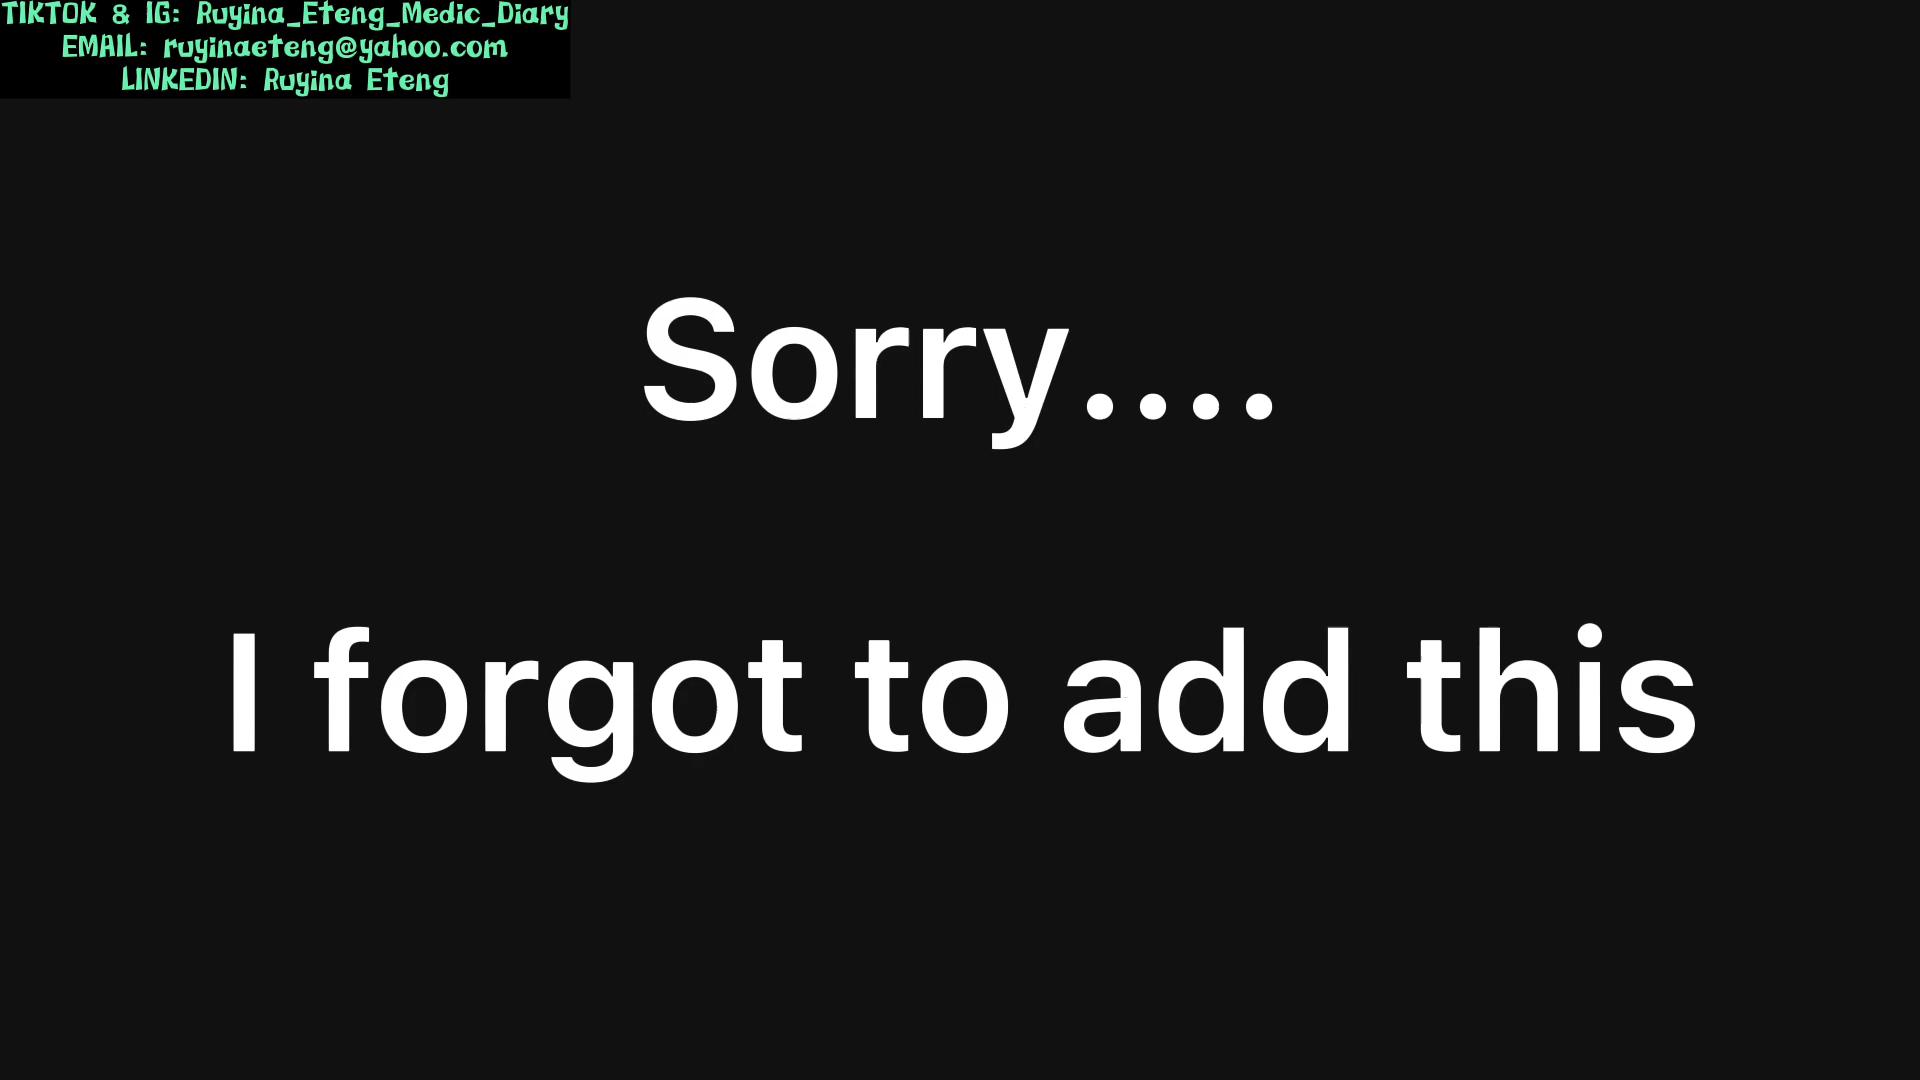 TIKTOK & IG: Ruyina_Eteng_Medic_Diary
EMAIL: ruyinaeteng@yahoo.com
LINKEDIN: Ruyina Eteng
Sorry....
I forgot to add this